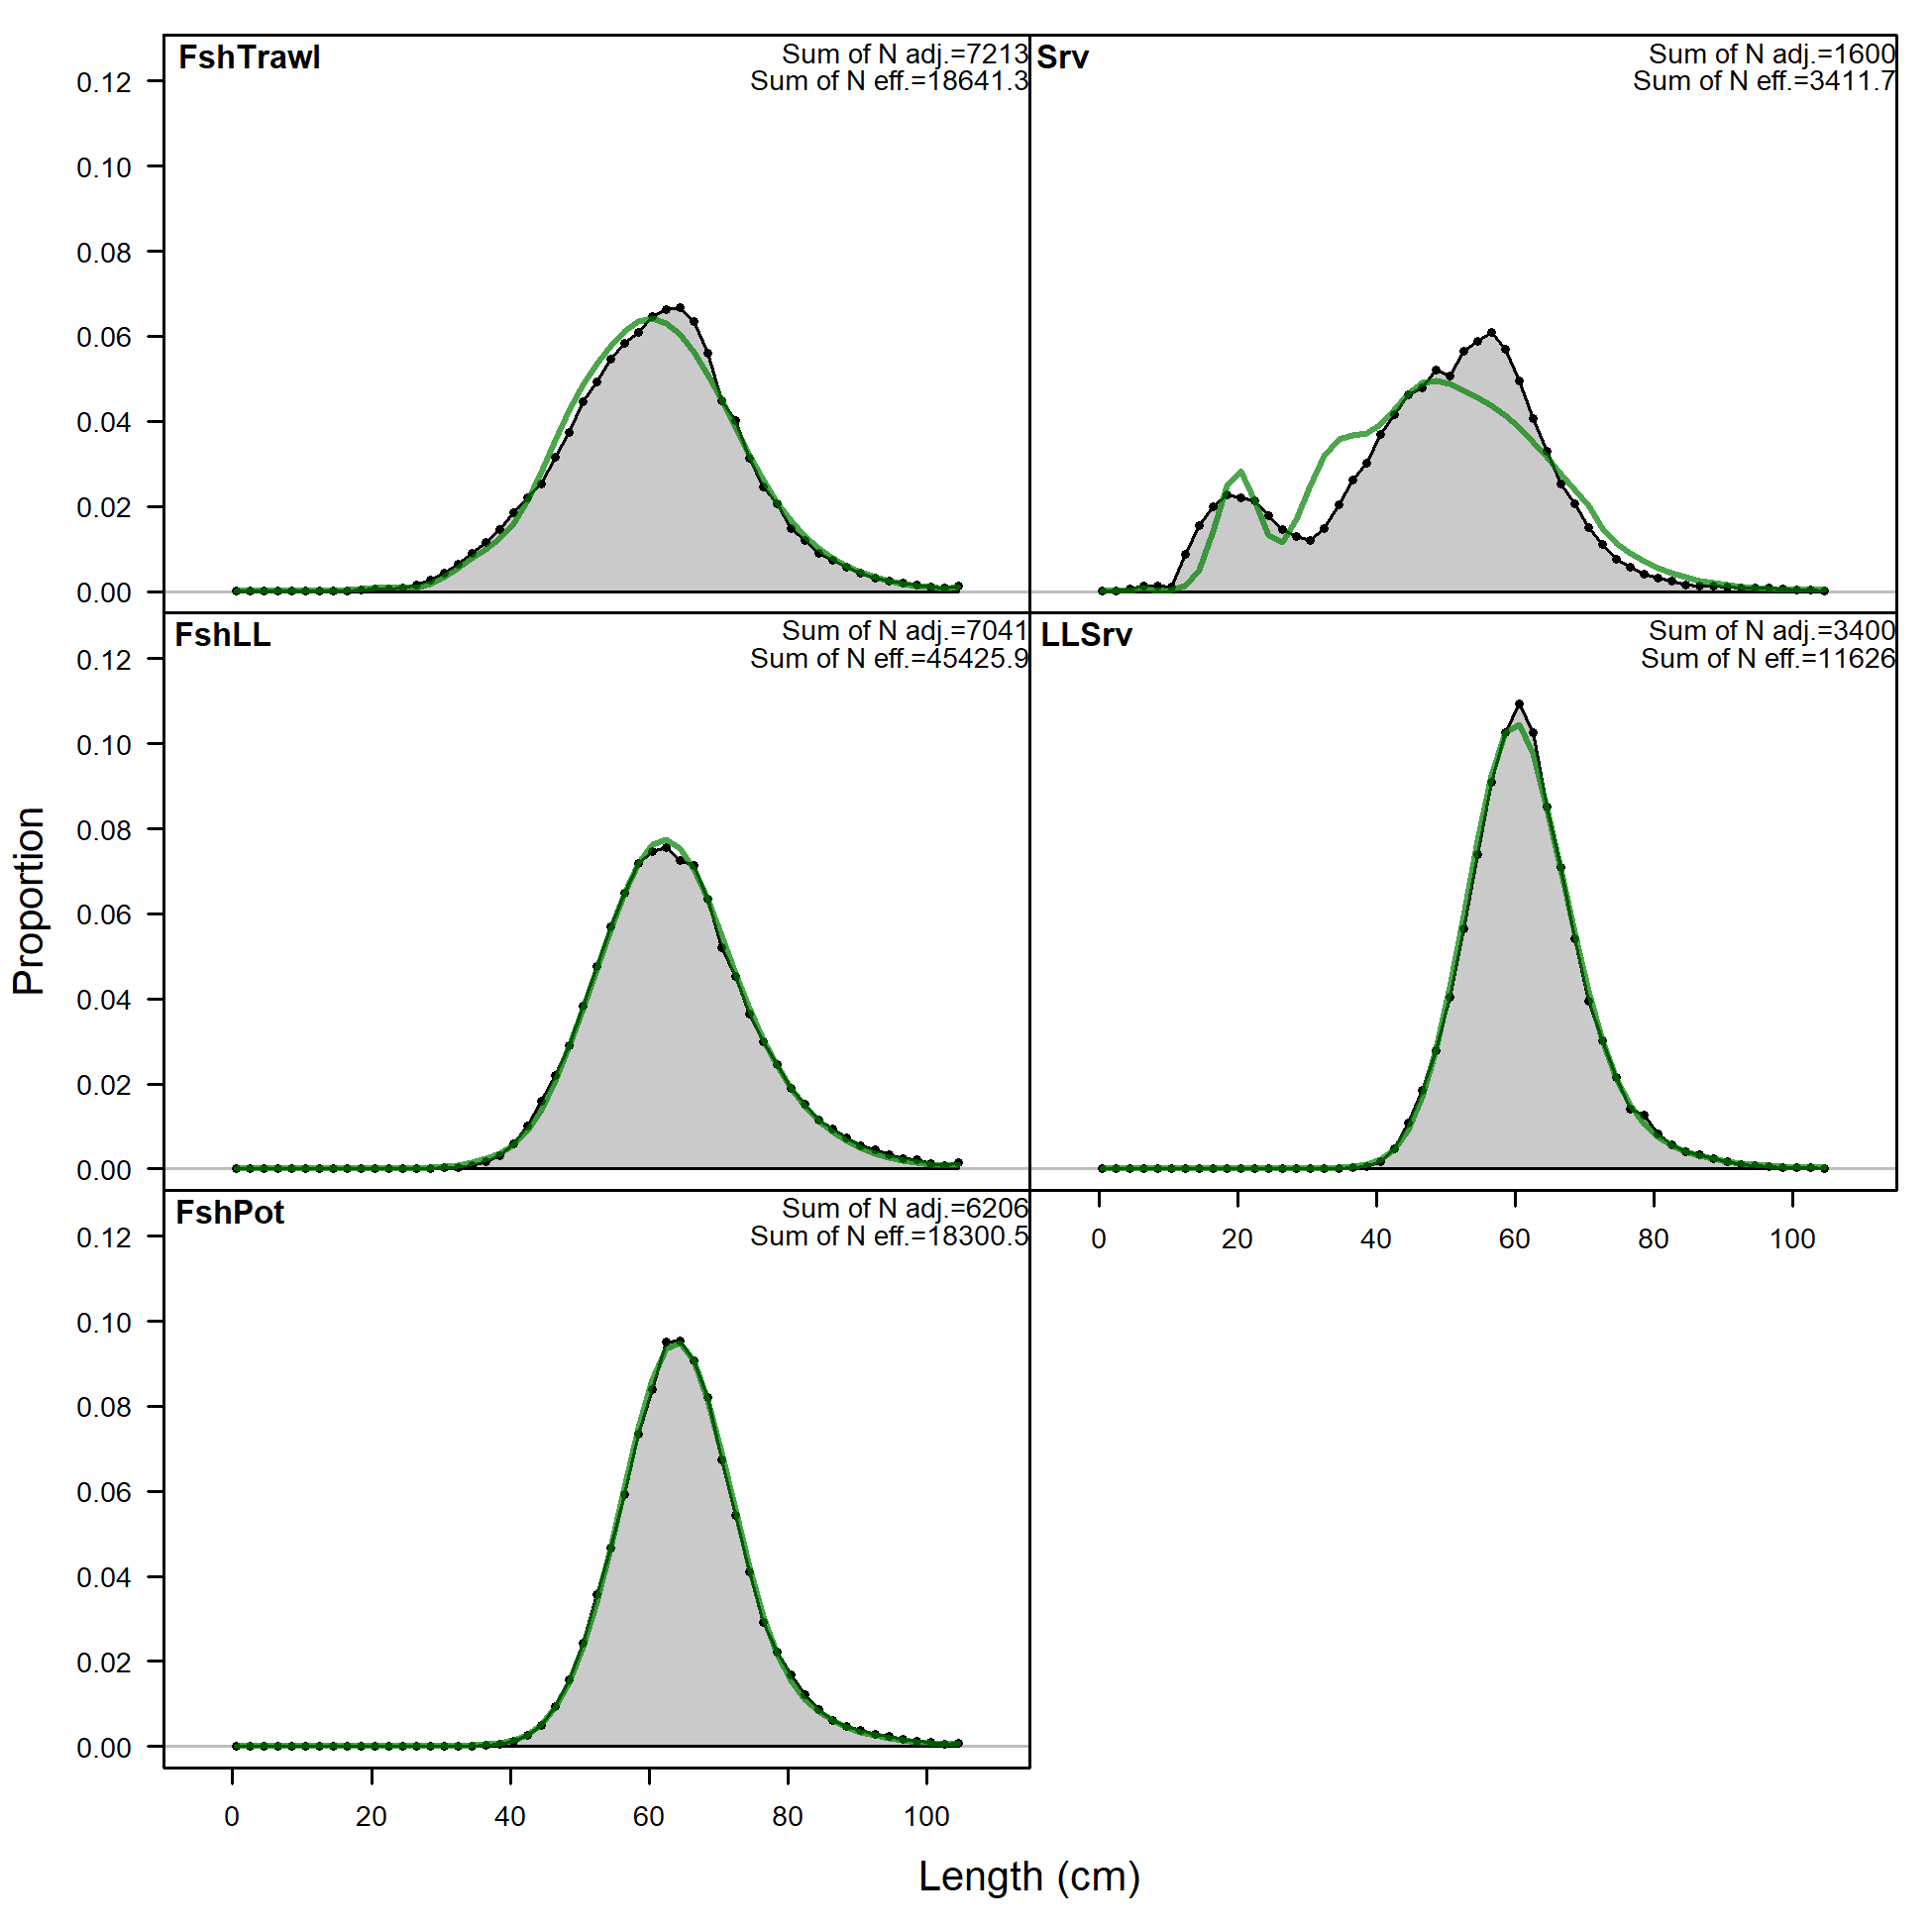 FshTrawl
Sum of N adj.=7213
Sum of N eff.=18641.3
0.12
0.10
0.08
0.06
0.04
0.02
0.00
Srv
Sum of N adj.=1600
Sum of N eff.=3411.7
FshLL
Sum of N adj.=7041
Sum of N eff.=45425.9
0.12
0.10
0.08
0.06
0.04
0.02
0.00
LLSrv
Sum of N adj.=3400
Sum of N eff.=11626
0 20 40 60 80 100
FshPot
Sum of N adj.=6206
Sum of N eff.=18300.5
0.12
0.10
0.08
0.06
0.04
0.02
0.00
0 20 40 60 80 100
Proportion
Length (cm)